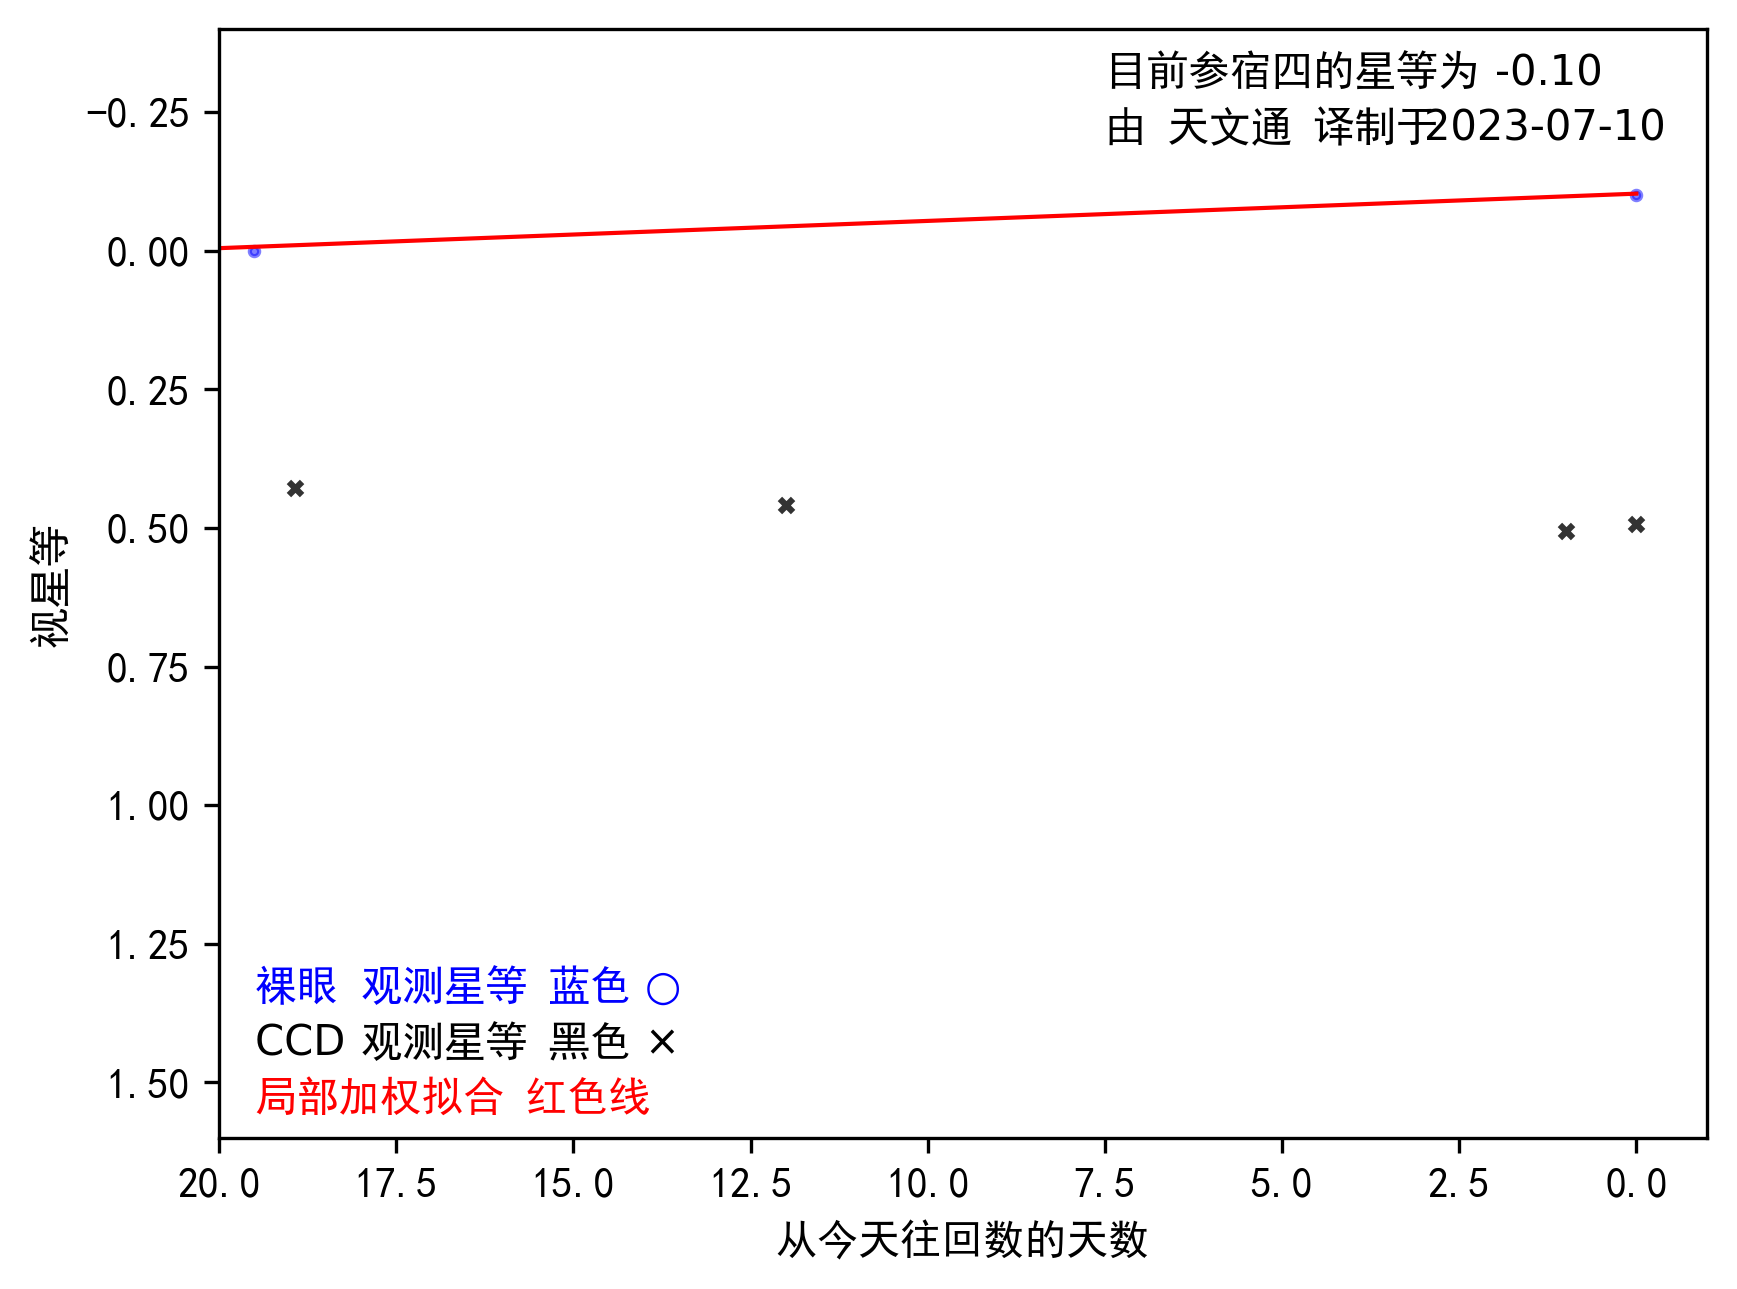 目前参宿四的星等为 -0.10
由 天文通 译制于2023-07-10
-0.25
0.00
0.25
0.50
0.75
1.00
1.25
1.50
视星等
裸眼 观测星等 蓝色 ○
CCD 观测星等 黑色 ×
局部加权拟合 红色线
20.0 17.5 15.0 12.5 10.0 7.5 5.0 2.5 0.0
从今天往回数的天数